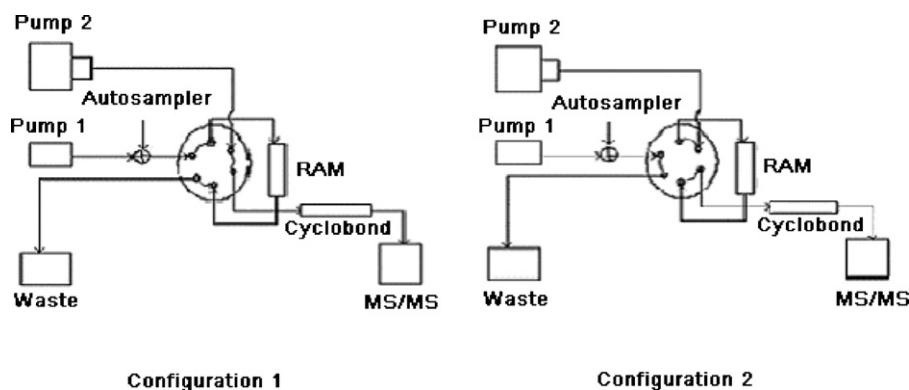 Pump 2
Autosampler
Pump 1
RAM
Cyclobond
Waste
MS/MS
Configuration 1
Pump 2
Autosampler
Pump 1
RAM
Cyclobond
Waste
MS/MS
Configuration 2